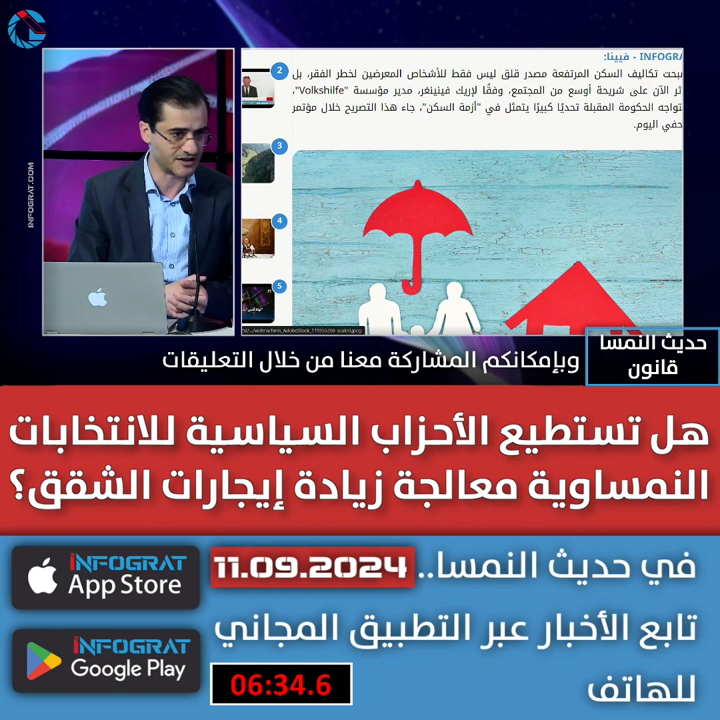 INFOGRAT - فيينا:
تكاليف السكن المرتفعة مصدر قلق ليس فقط للأشخاص المعرضين لخطر الفقر، بل
الآن على شريحة أوسع من المجتمع، وفقًا لإريك فينينغر، مدير مؤسسة "Volkshilfe"،
الحكومة المقبلة تحديًا كبيرًا يتمثل في "أزمة السكن"، جاء هذا التصريح خلال مؤتمر
اليوم.
2
3
4
5
INFOGRAT.COM
حديث النمسا
قانون
وبإمكانكم المشاركة معنا من خلال التعليقات
هل تستطيع الأحزاب السياسية للانتخابات
النمساوية معالجة زيادة إيجارات الشقق؟
في حديث النمسا.. 11.09.2024
تابع الأخبار عبر التطبيق المجاني
للهاتف
INFOGRAT
App Store
INFOGRAT
Google Play
06:34.6